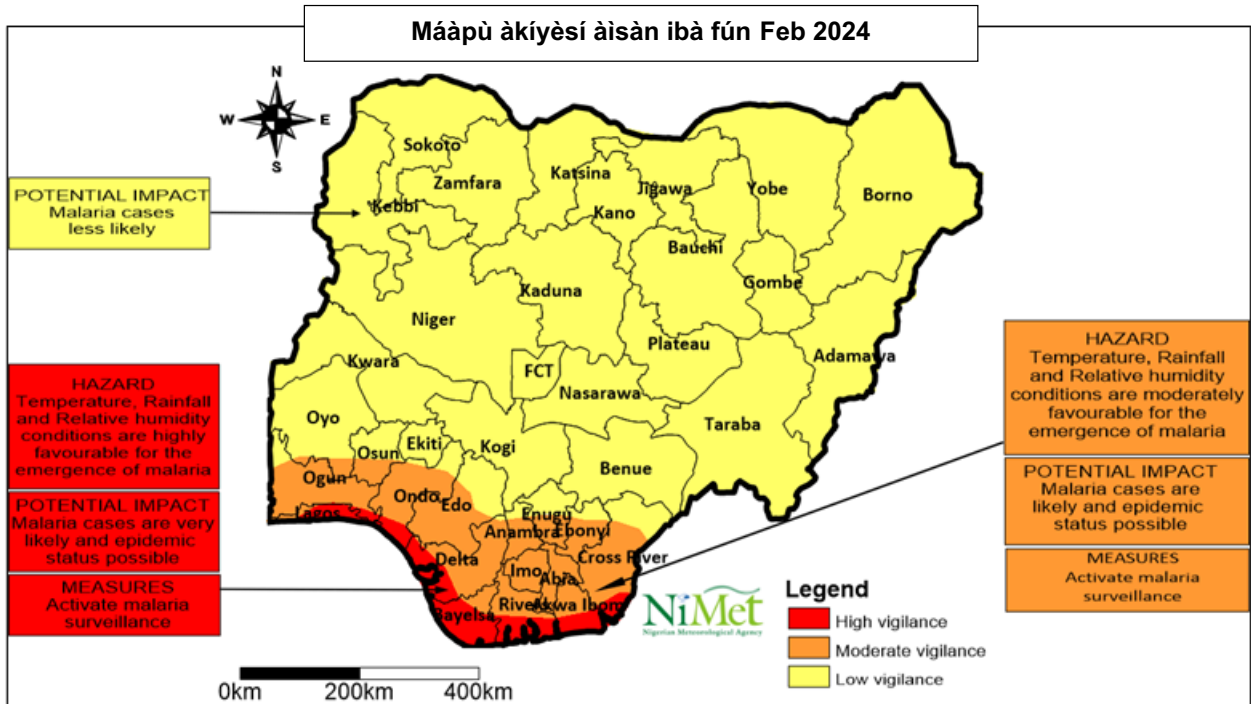 Máàpù àkíyèsí àìsàn ibà fún Feb 2024
N
W E
S
Sokoto
Zamfara
Katsina
Jigawa
Yobe
Borno
Kebbi
Kano
Bauchi
Gombe
Kaduna
Niger
Plateau
Adamawa
Kwara
FCT
Nasarawa
Taraba
Oyo
Osun
Ekiti
Kogi
Benue
Ogun
Ondo
Edo
Enugu
Lagos
Anambra
Ebonyi
Delta
Cross River
Imo
Abia
Bayelsa
Rivers
Akwa Ibom
POTENTIAL IMPACT
Malaria cases
less likely
HAZARD
Temperature, Rainfall
and Relative humidity
conditions are highly
favourable for the
emergence of malaria
POTENTIAL IMPACT
Malaria cases are very
likely and epidemic
status possible
MEASURES
Activate malaria
surveillance
HAZARD
Temperature, Rainfall
and Relative humidity
conditions are moderately
favourable for the
emergence of malaria
POTENTIAL IMPACT
Malaria cases are
likely and epidemic
status possible
MEASURES
Activate malaria
surveillance
NiMet
Nigerian Meteorological Agency
Legend
High vigilance
Moderate vigilance
Low vigilance
0km 200km 400km